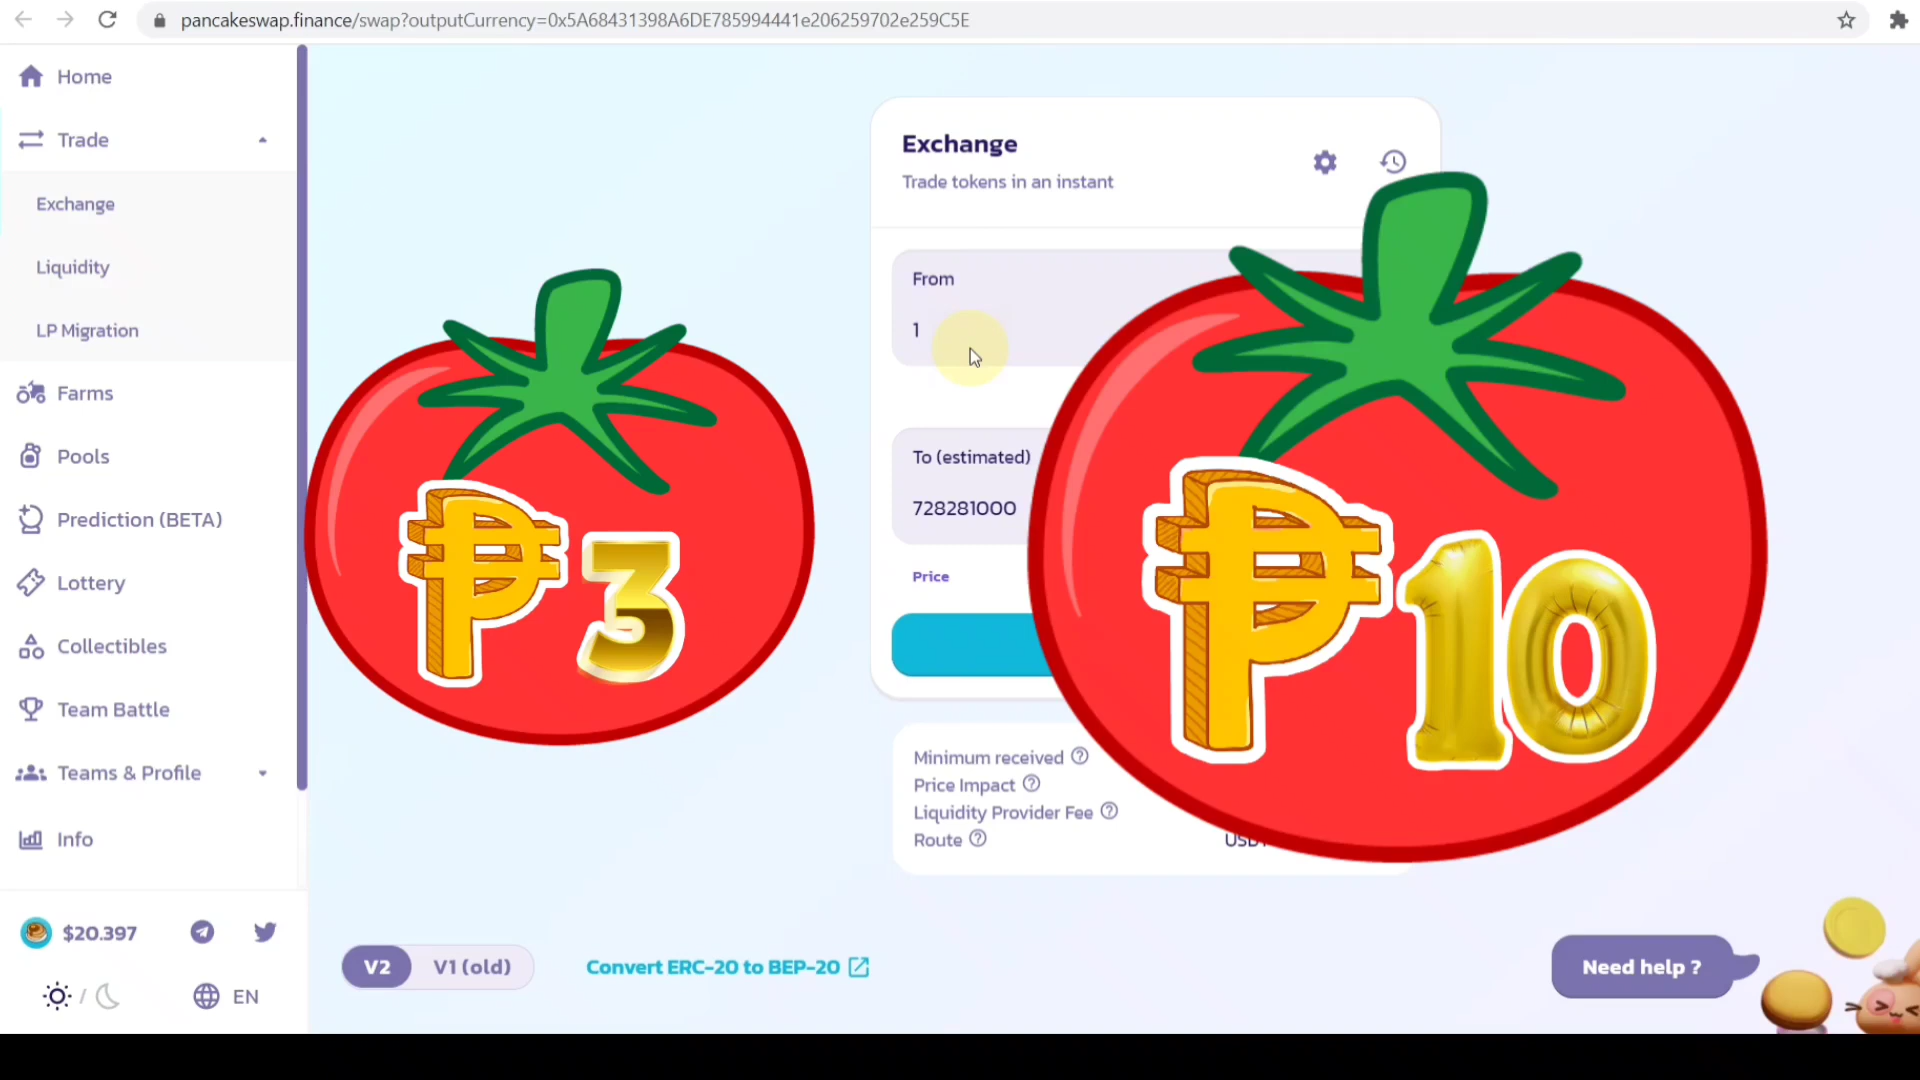 pancakeswap.finance/swap?outputCurrency=0x5A68431398A6DE785994441e206259702e259C5E
Home
Trade
Exchange
Liquidity
LP Migration
Farms
Pools
Prediction (BETA)
Lottery
Collectibles
Team Battle
Teams & Profile
Info
$20.397
EN
Exchange
Trade tokens in an instant
From
1
To (estimated)
728281000
Price
Minimum received
Price Impact
Liquidity Provider Fee
Route
₱3
₱10
V2
V1 (old)
Convert ERC-20 to BEP-20
Need help ?